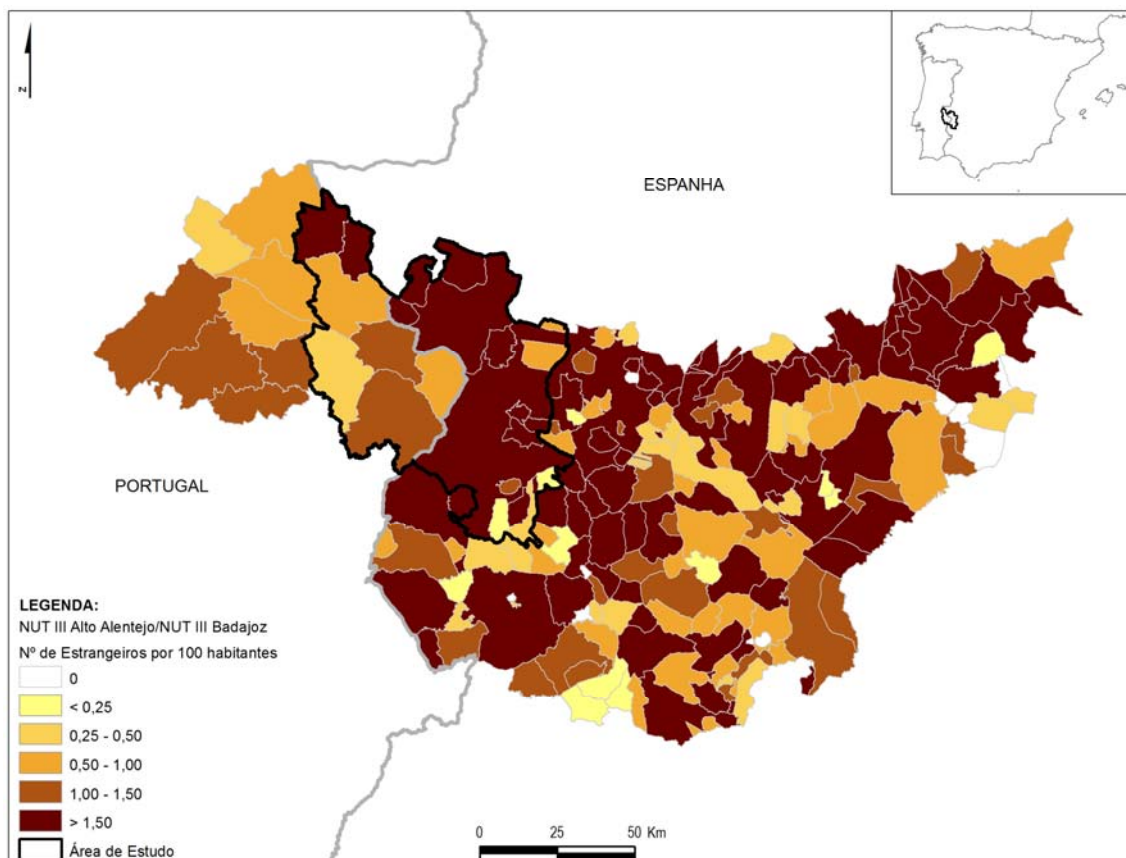 N
ESPANHA
PORTUGAL
LEGENDA:
NUT III Alto Alentejo/NUT III Badajoz
Nº de Estrangeiros por 100 habitantes
0
< 0,25
0,25 - 0,50
0,50 - 1,00
1,00 - 1,50
> 1,50
Área de Estudo
0 25 50 Km